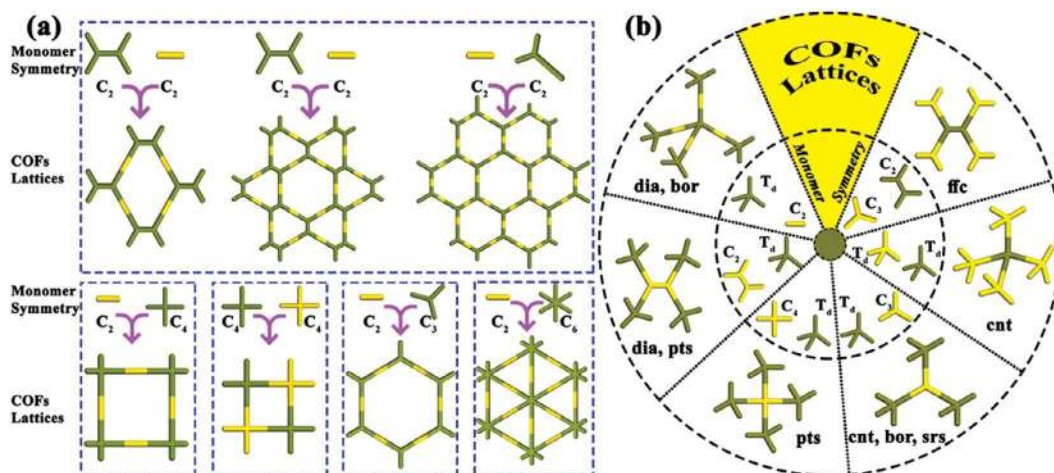 (a)
Monomer
Symmetry
C2 C2
C2 C2
C2 C2
COFs
Lattices
Monomer
Symmetry
C2 C4
C4 C4
C2 C3
C2 C6
COFs
Lattices
(b)
COFs
Lattices
Monomer
Symmetry
C2
C3
ffc
Td
Td
cnt
C3
Td
cnt, bor, srs
C4
Td
pts
C2
Td
dia, pts
Td
C2
dia, bor